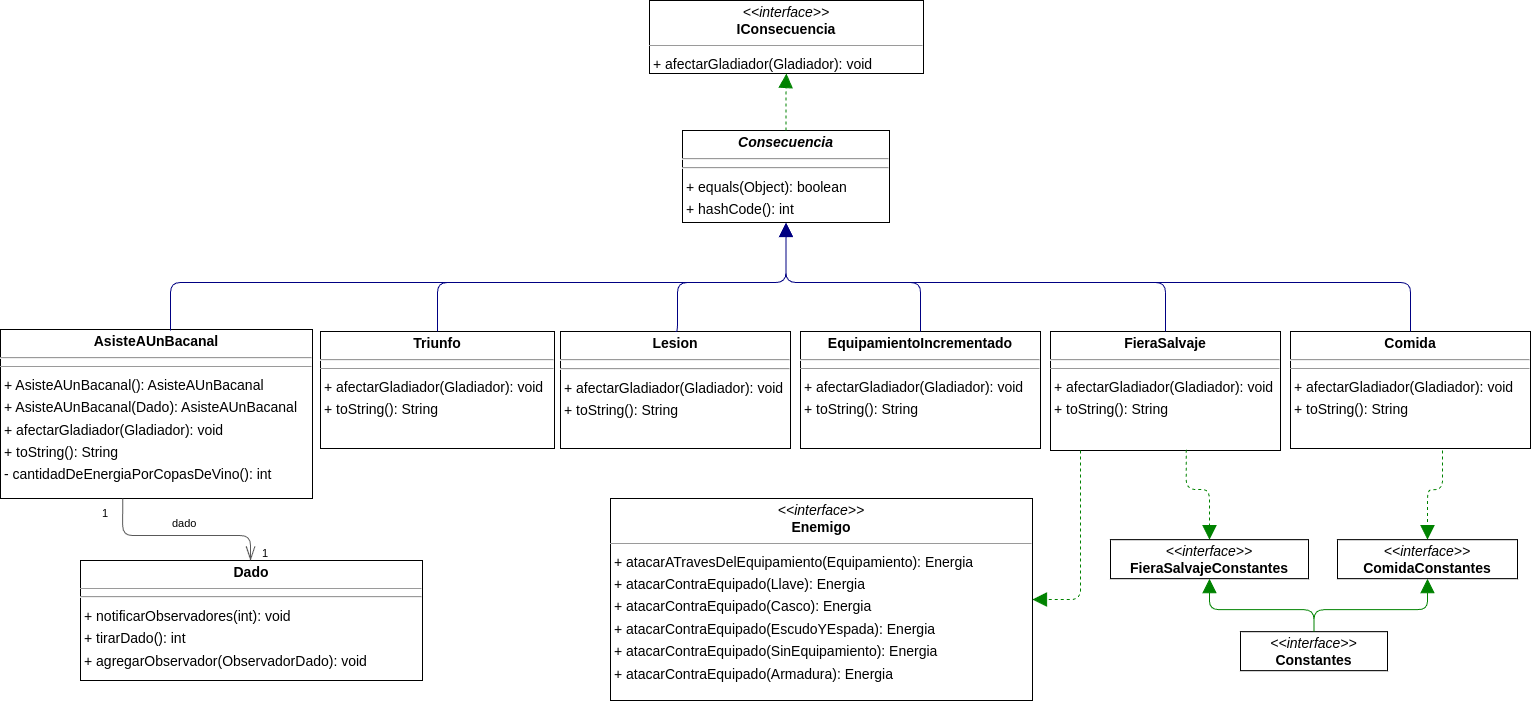 <<interface>>
IConsecuencia
+ afectarGladiador(Gladiador): void
Consecuencia
+ equals(Object): boolean
+ hashCode(): int
AsisteAUnBacanal
+ AsisteAUnBacanal(): AsisteAUnBacanal
+ AsisteAUnBacanal(Dado): AsisteAUnBacanal
+ afectarGladiador(Gladiador): void
+ toString(): String
- cantidadDeEnergiaPorCopasDeVino(): int
Triunfo
+ afectarGladiador(Gladiador): void
+ toString(): String
Lesion
+ afectarGladiador(Gladiador): void
+ toString(): String
EquipamientoIncrementado
+ afectarGladiador(Gladiador): void
+ toString(): String
FieraSalvaje
+ afectarGladiador(Gladiador): void
+ toString(): String
Comida
+ afectarGladiador(Gladiador): void
+ toString(): String
1
dado
1
Dado
+ notificarObservadores(int): void
+ tirarDado(): int
+ agregarObservador(ObservadorDado): void
<<interface>>
Enemigo
+ atacarATravesDelEquipamiento(Equipamiento): Energia
+ atacarContraEquipado(Llave): Energia
+ atacarContraEquipado(Casco): Energia
+ atacarContraEquipado(EscudoYEspada): Energia
+ atacarContraEquipado(SinEquipamiento): Energia
+ atacarContraEquipado(Armadura): Energia
<<interface>>
FieraSalvajeConstantes
<<interface>>
ComidaConstantes
<<interface>>
Constantes